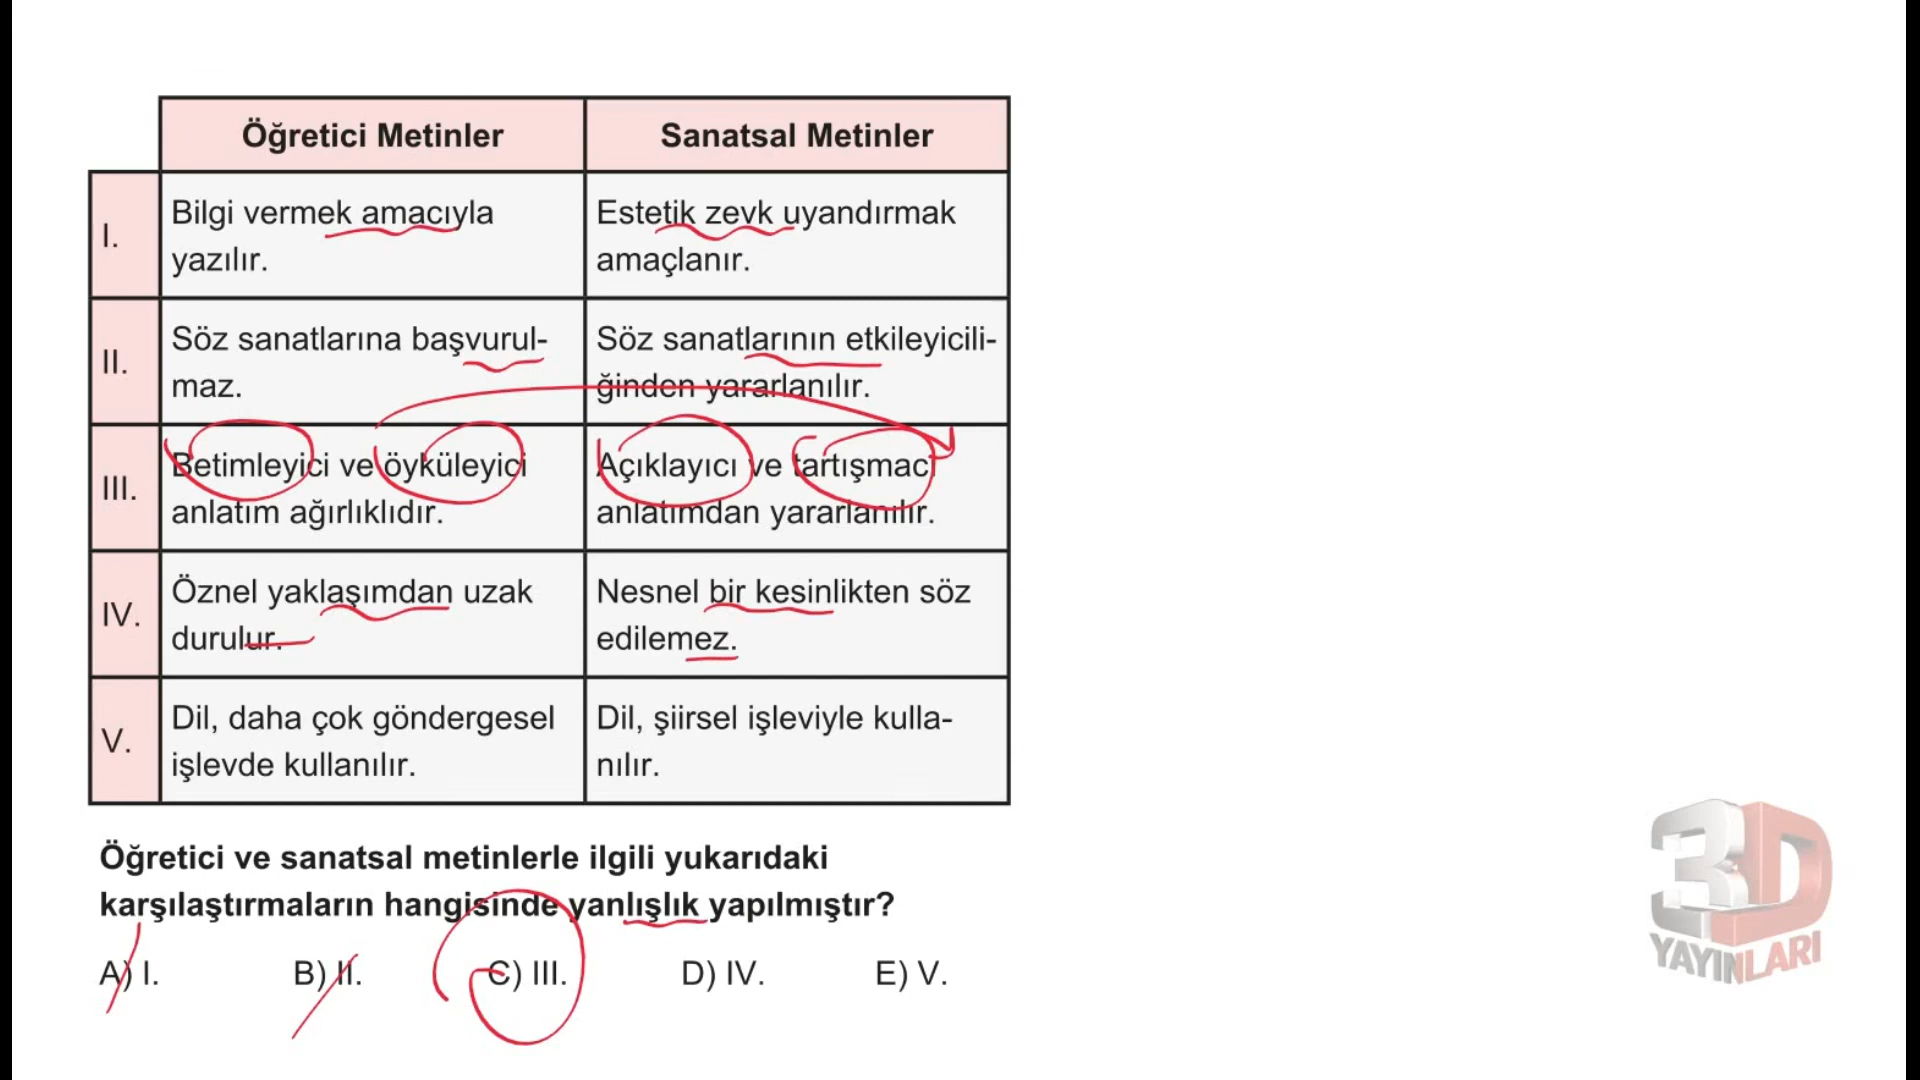 Öğretici Metinler
Sanatsal Metinler
I.
Bilgi vermek amacıyla
yazılır.
Estetik zevk uyandırmak
amaçlanır.
II.
Söz sanatlarına başvurul-
maz.
Söz sanatlarının etkileyicili-
ğinden yararlanılır.
III.
Betimleyici ve öyküleyici
anlatım ağırlıklıdır.
Açıklayıcı ve tartışmacı
anlatımdan yararlanılır.
IV.
Öznel yaklaşımdan uzak
durulur.
Nesnel bir kesinlikten söz
edilemez.
V.
Dil, daha çok göndergesel
işlevde kullanılır.
Dil, şiirsel işleviyle kulla-
nılır.
Öğretici ve sanatsal metinlerle ilgili yukarıdaki
karşılaştırmaların hangisinde yanlışlık yapılmıştır?
A) I. B) II. C) III. D) IV. E) V.
3D
YAYINLARI